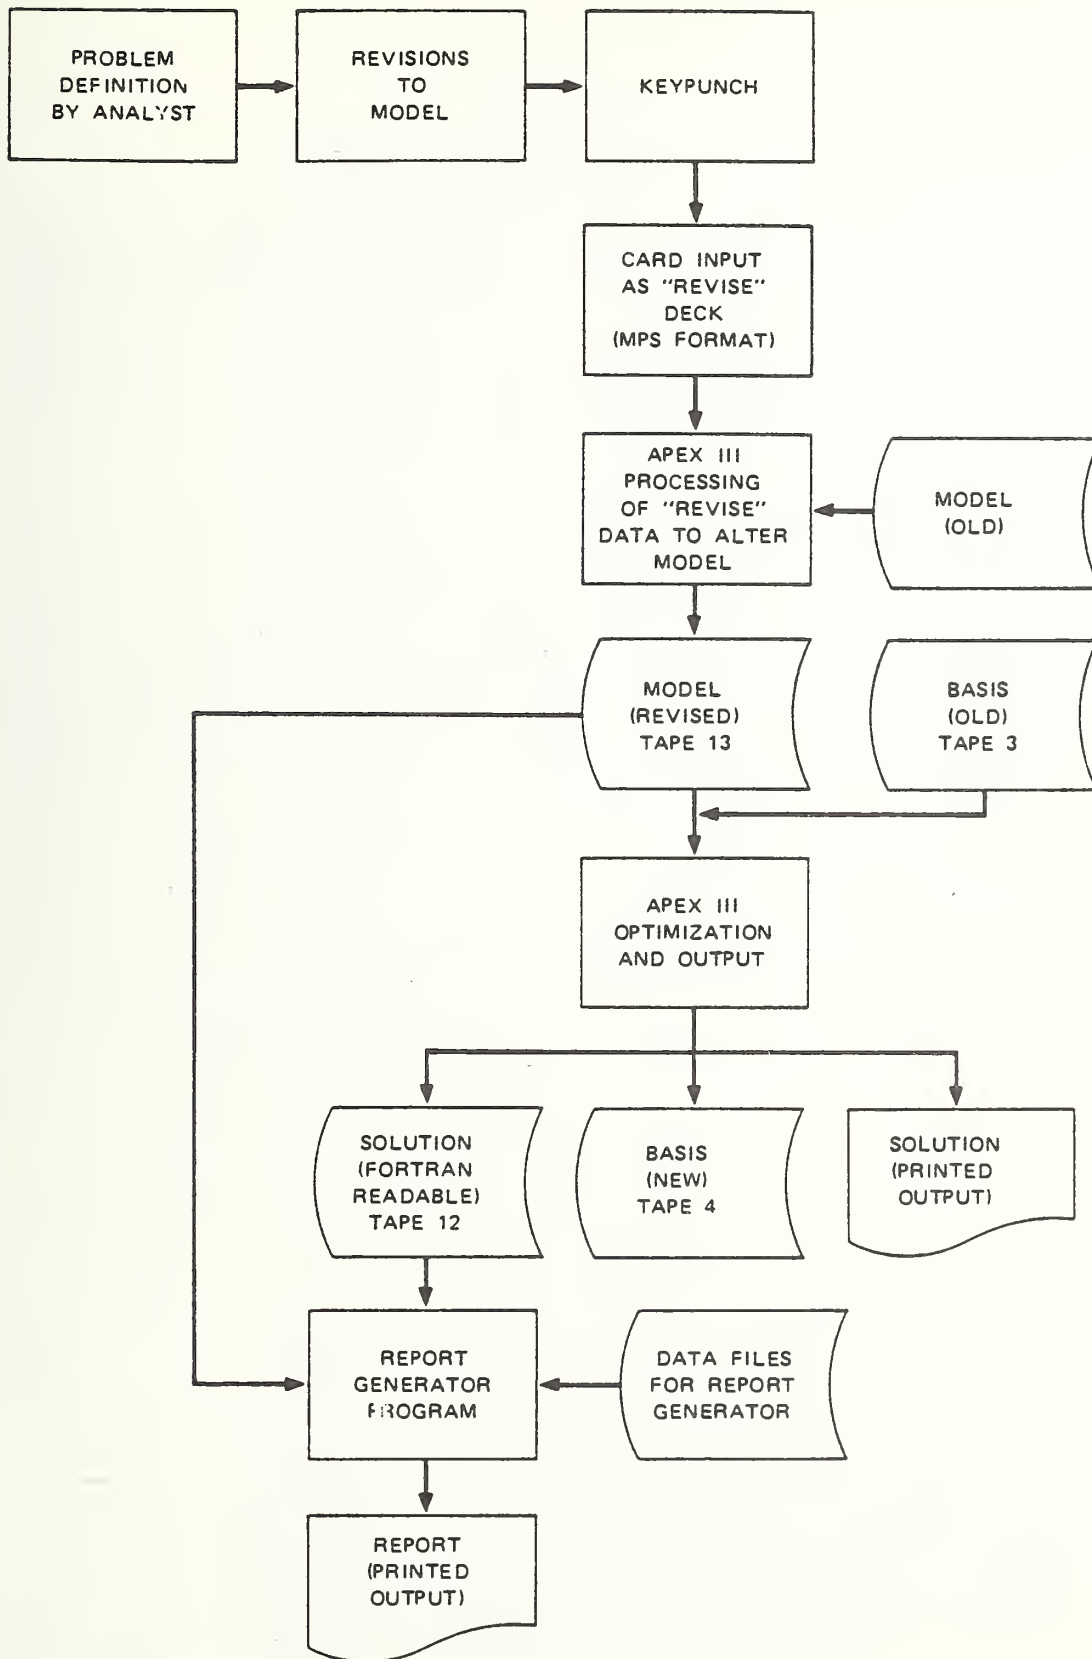 PROBLEM
DEFINITION
BY ANALYST
REVISIONS
TO
MODEL
KEYPUNCH
CARD INPUT
AS "REVISE"
DECK
(MPS FORMAT)
APEX III
PROCESSING
OF "REVISE"
DATA TO ALTER
MODEL
MODEL
(OLD)
MODEL
(REVISED)
TAPE 13
BASIS
(OLD)
TAPE 3
APEX III
OPTIMIZATION
AND OUTPUT
SOLUTION
(FORTRAN
READABLE)
TAPE 12
BASIS
(NEW)
TAPE 4
SOLUTION
(PRINTED
OUTPUT)
REPORT
GENERATOR
PROGRAM
DATA FILES
FOR REPORT
GENERATOR
REPORT
(PRINTED
OUTPUT)